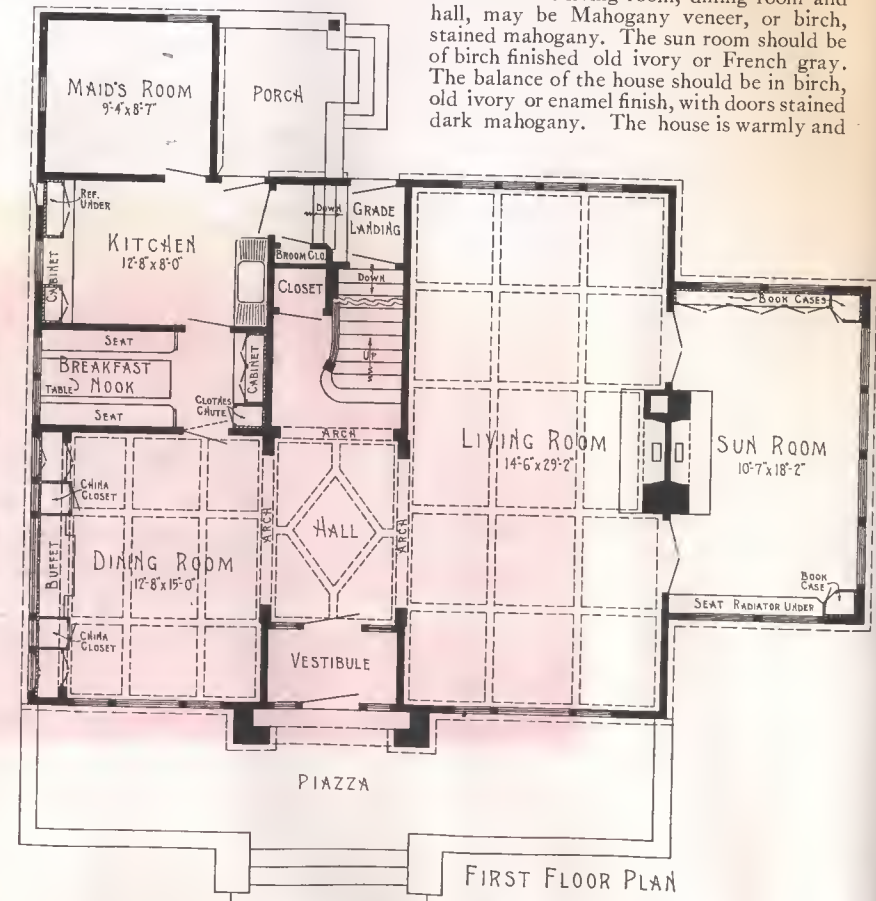 living room, dining room and
hall, may be Mahogany veneer, or birch,
stained mahogany. The sun room should be
of birch finished old ivory or French gray.
The balance of the house should be in birch,
old ivory or enamel finish, with doors stained
dark mahogany. The house is warmly and
MAID'S ROOM
9'-4"x8'-7"
PORCH
REF.
UNDER
KITCHEN
12'-8"x8'-0"
CABINET
DOWN
GRADE
LANDING
BROOM CLO.
CLOSET
DOWN
UP
BOOK CASES
SEAT
BREAKFAST
NOOK
TABLE
SEAT
CABINET
CLOTHES
CHUTE
ARCH
LIVING ROOM
14'-6"x29'-2"
SUN ROOM
10'-7"x18'-2"
CHINA
CLOSET
BUFFET
DINING ROOM
12'-8"x15'-0"
ARCH
HALL
ARCH
CHINA
CLOSET
BOOK
CASE
SEAT RADIATOR UNDER
VESTIBULE
PIAZZA
FIRST FLOOR PLAN